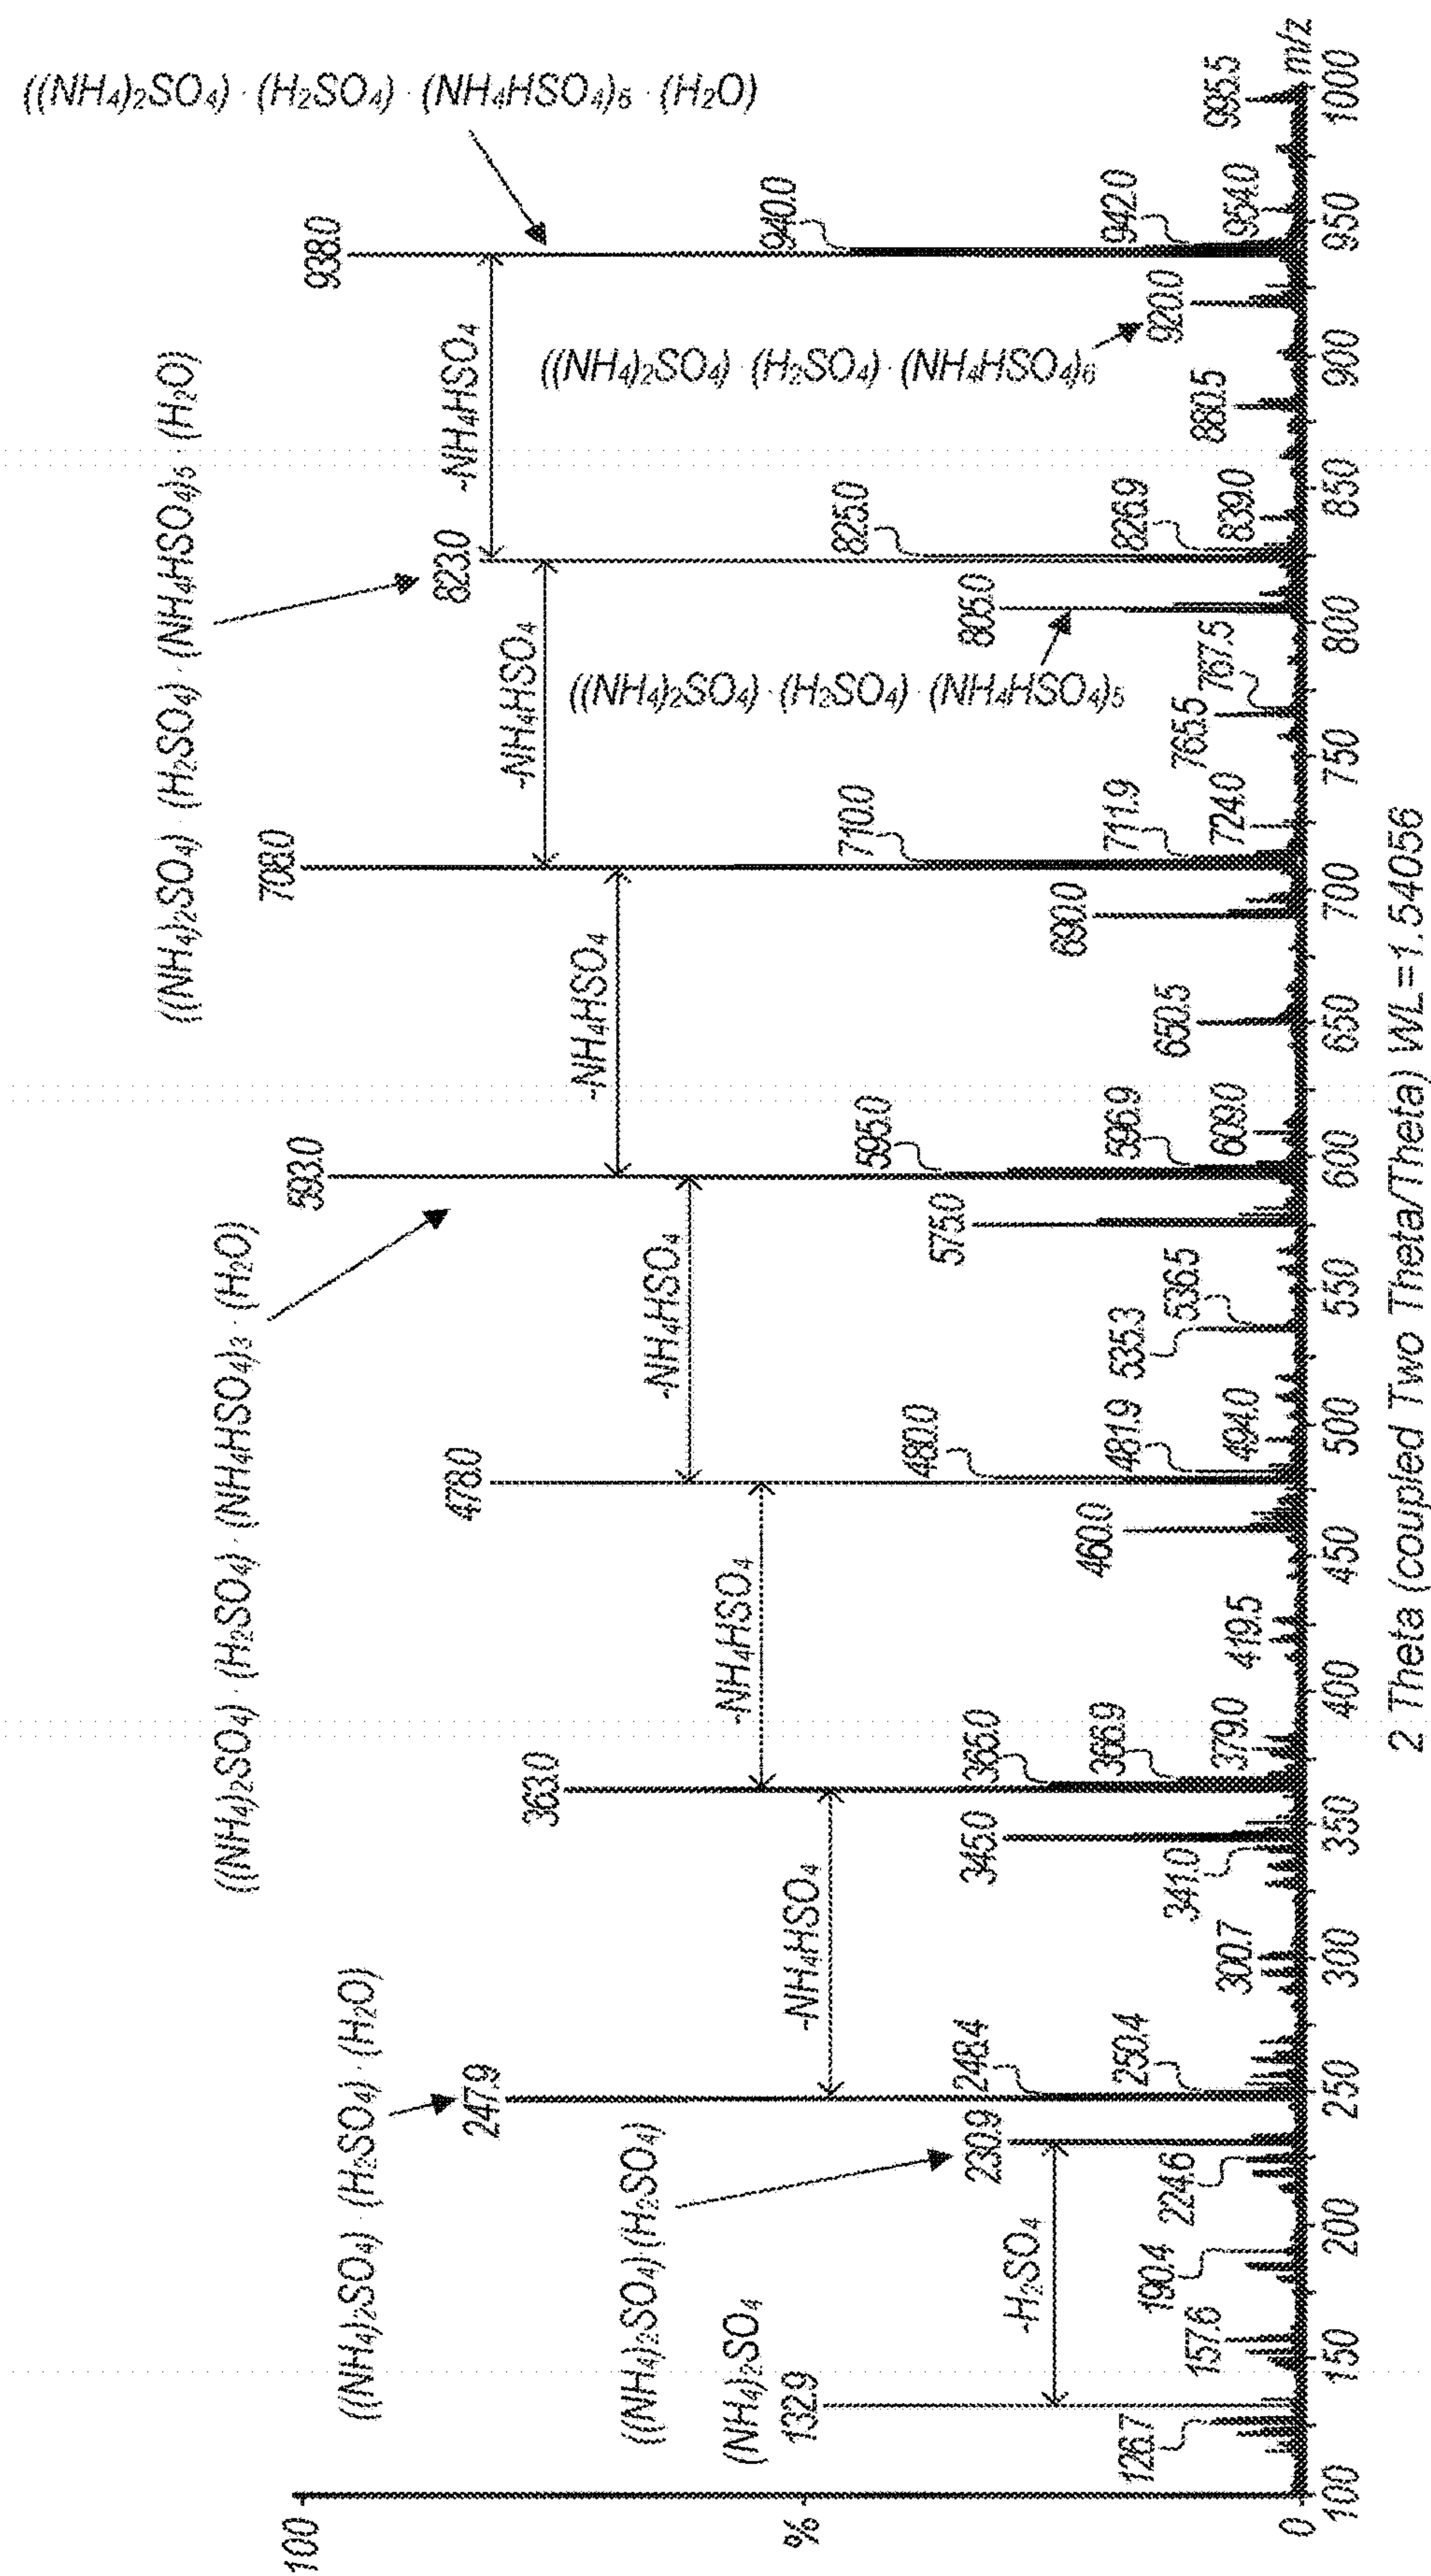 ((NH₄)₂SO₄) · (H₂SO₄) · (NH₄HSO₄)₆ · (H₂O)
((NH₄)₂SO₄) · (H₂SO₄) · (NH₄HSO₄)₅ · (H₂O)
((NH₄)₂SO₄) · (H₂SO₄) · (NH₄HSO₄)₃ · (H₂O)
((NH₄)₂SO₄) · (H₂SO₄) · (H₂O)
((NH₄)₂SO₄)·(H₂SO₄)
(NH₄)₂SO₄
((NH₄)₂SO₄) · (H₂SO₄) · (NH₄HSO₄)₅
((NH₄)₂SO₄) · (H₂SO₄) · (NH₄HSO₄)₆
-H₂SO₄
-NH₄HSO₄
-NH₄HSO₄
-NH₄HSO₄
-NH₄HSO₄
-NH₄HSO₄
-NH₄HSO₄
126.7
132.9
157.6
190.4
224.6
230.9
247.9
248.4
250.4
300.7
341.0
345.0
363.0
365.0
366.9
379.0
419.5
460.0
478.0
480.0
481.9
494.0
535.3
536.5
575.0
593.0
595.0
596.9
609.0
650.5
690.0
708.0
710.0
711.9
724.0
765.5
767.5
805.0
823.0
825.0
826.9
839.0
880.5
920.0
938.0
940.0
942.0
954.0
995.5
100
%
0
100 150 200 250 300 350 400 450 500 550 600 650 700 750 800 850 900 950 1000
m/z
2 Theta (coupled Two Theta/Theta) WL=1.54056